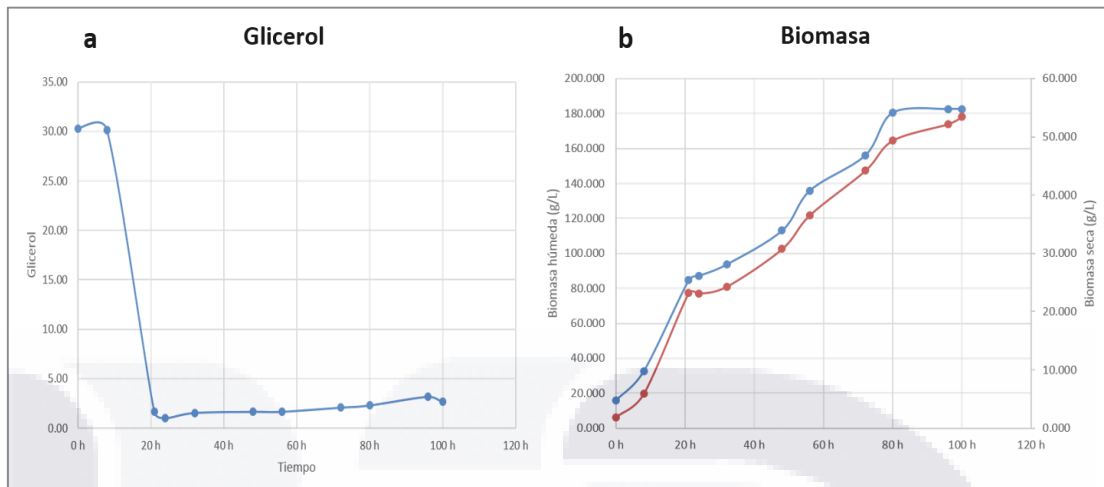 a
Glicerol
35.00
30.00
25.00
20.00
15.00
10.00
5.00
0.00
Glicerol
0 h 20 h 40 h 60 h 80 h 100 h 120 h
Tiempo
b
Biomasa
200.000
180.000
160.000
140.000
120.000
100.000
80.000
60.000
40.000
20.000
0.000
Biomasa húmeda (g/L)
60.000
50.000
40.000
30.000
20.000
10.000
0.000
Biomasa seca (g/L)
0 h 20 h 40 h 60 h 80 h 100 h 120 h